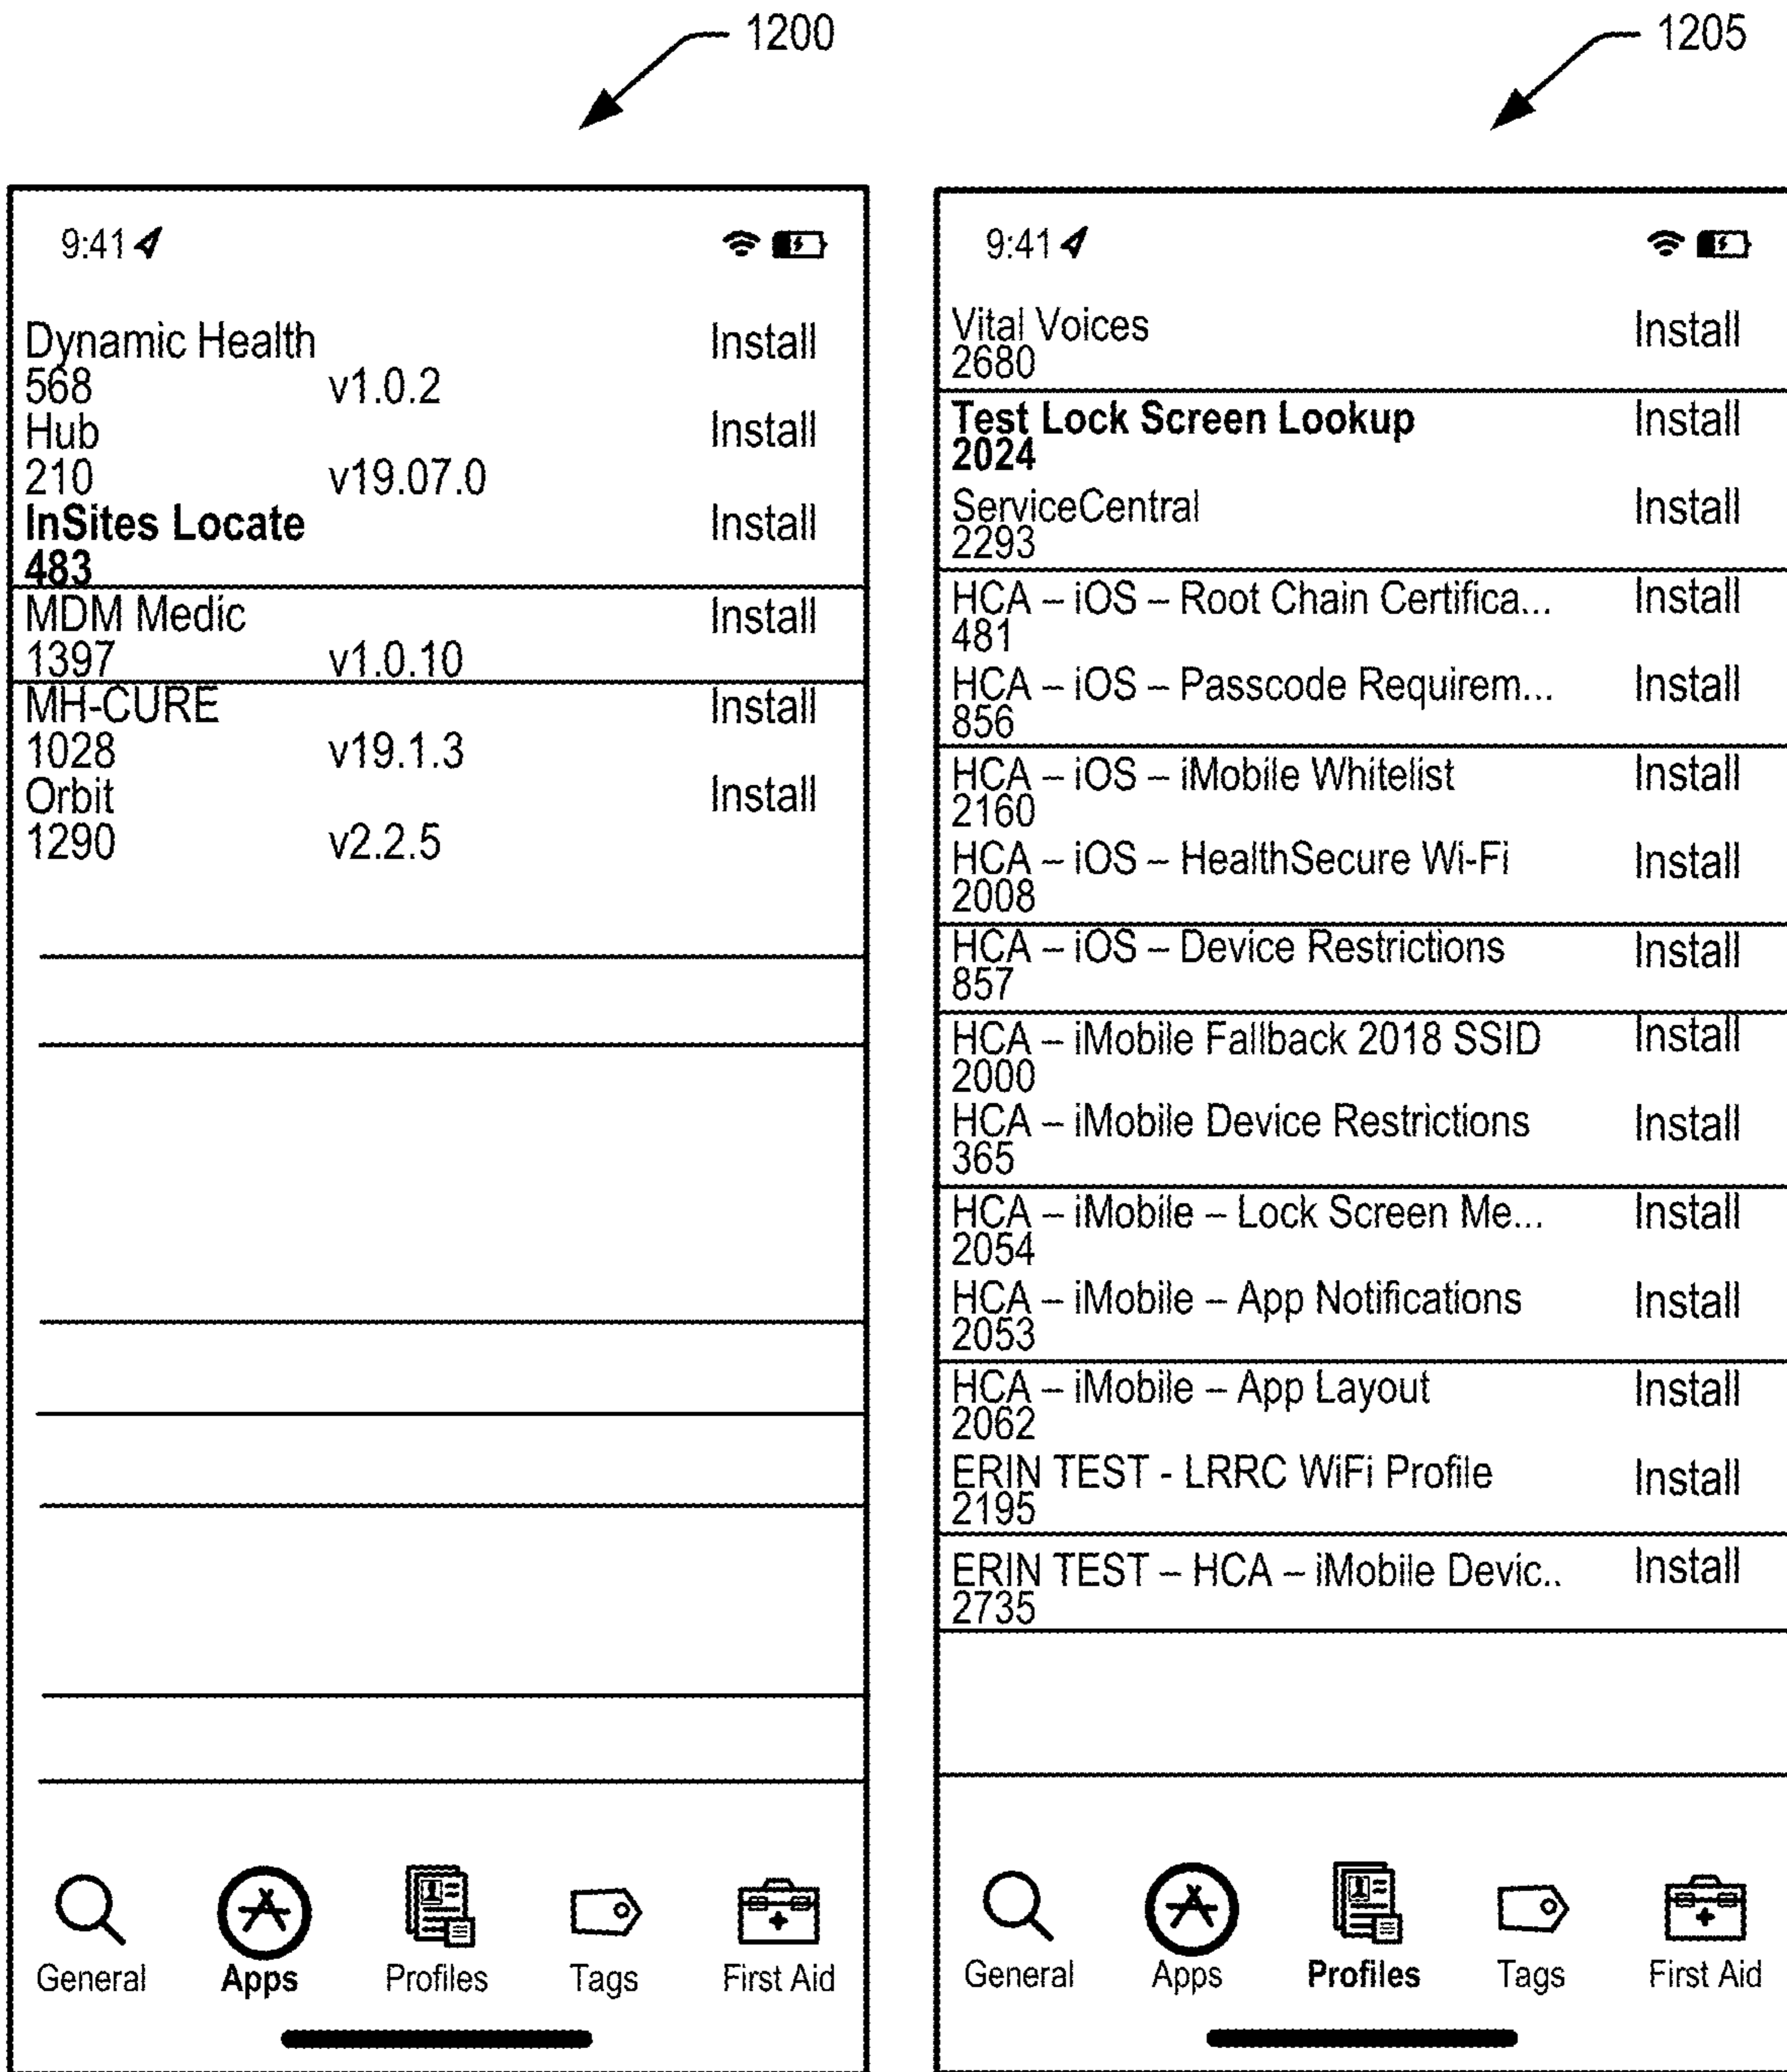 1200
9:41
Dynamic Health Install
568 v1.0.2
Hub Install
210 v19.07.0
InSites Locate Install
483
MDM Medic Install
1397 v1.0.10
MH-CURE Install
1028 v19.1.3
Orbit Install
1290 v2.2.5
General Apps Profiles Tags First Aid
1205
9:41
Vital Voices Install
2680
Test Lock Screen Lookup Install
2024
ServiceCentral Install
2293
HCA – iOS – Root Chain Certifica... Install
481
HCA – iOS – Passcode Requirem... Install
856
HCA – iOS – iMobile Whitelist Install
2160
HCA – iOS – HealthSecure Wi-Fi Install
2008
HCA – iOS – Device Restrictions Install
857
HCA – iMobile Fallback 2018 SSID Install
2000
HCA – iMobile Device Restrictions Install
365
HCA – iMobile – Lock Screen Me... Install
2054
HCA – iMobile – App Notifications Install
2053
HCA – iMobile – App Layout Install
2062
ERIN TEST - LRRC WiFi Profile Install
2195
ERIN TEST – HCA – iMobile Devic.. Install
2735
General Apps Profiles Tags First Aid